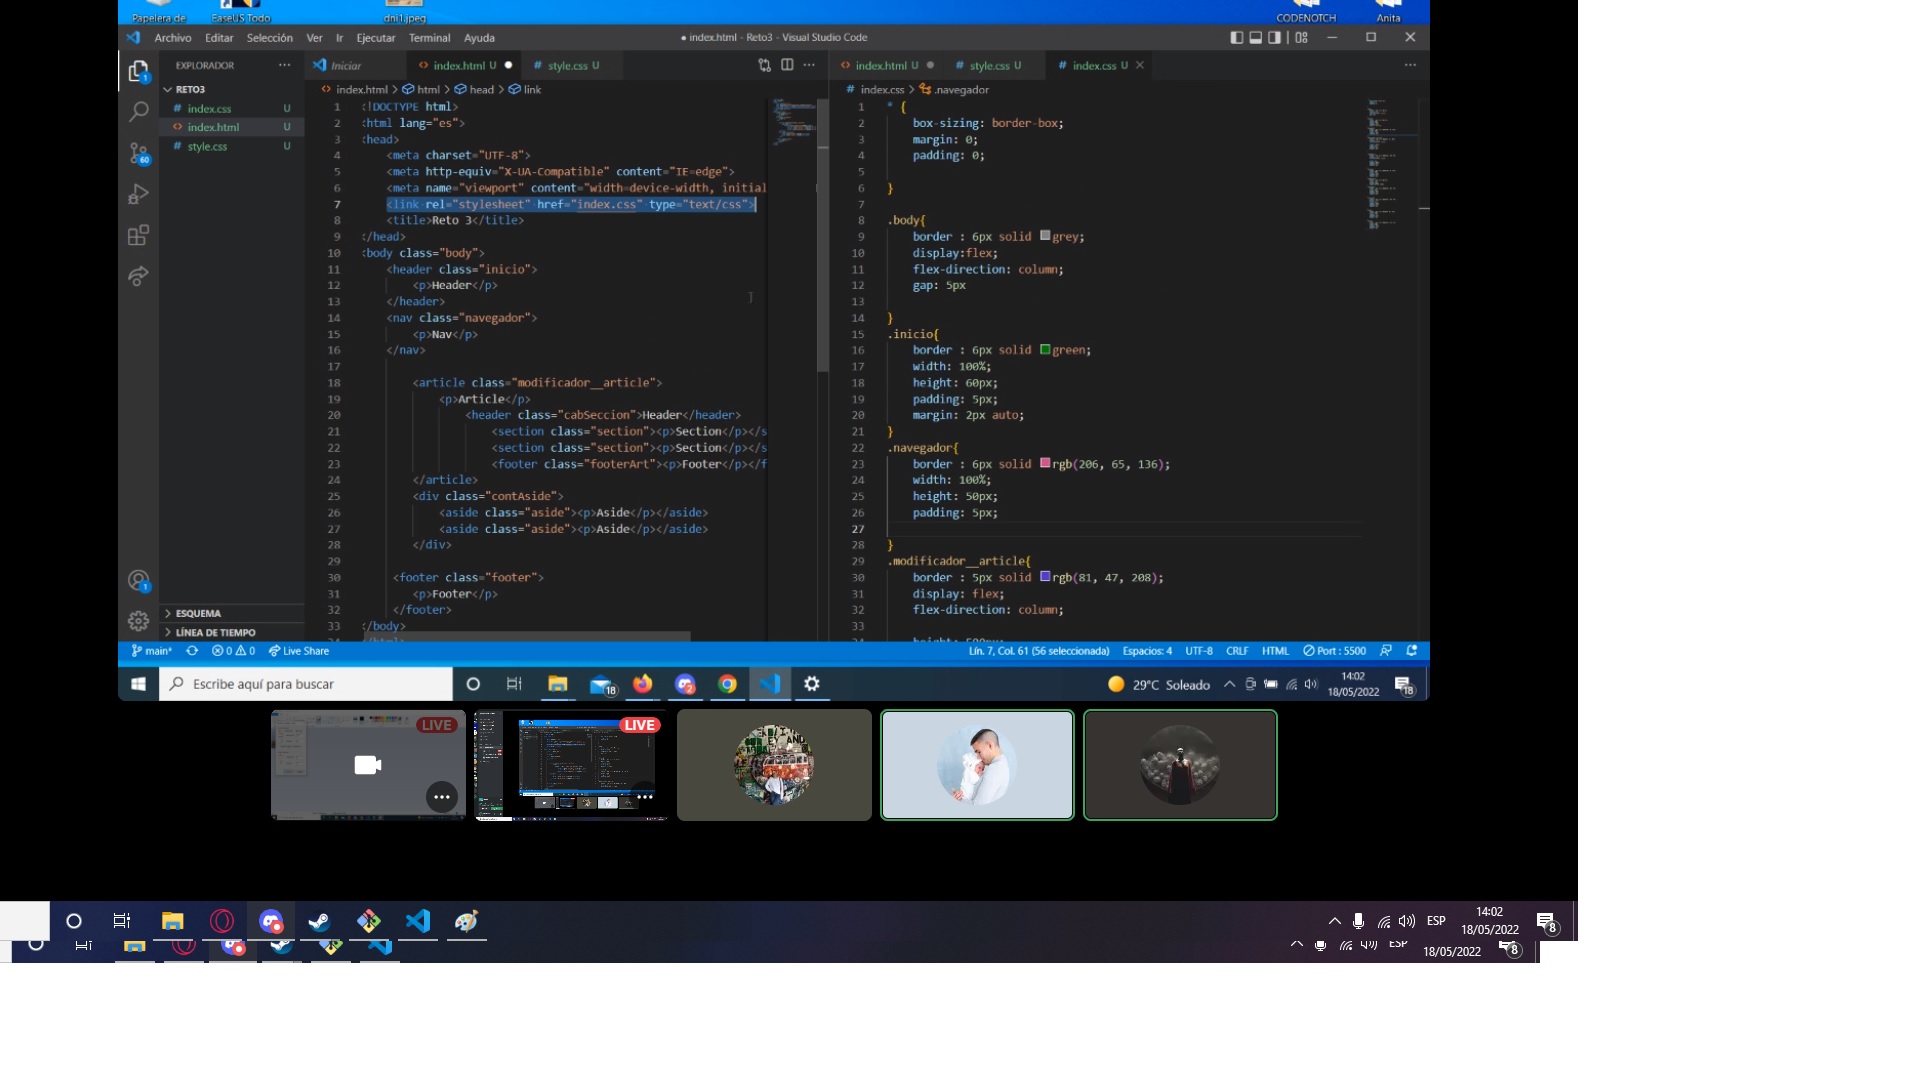 Papelera de
EaseUS Todo
dni1.jpeg
CODENOTCH
Anita
Archivo Editar Selección Ver Ir Ejecutar Terminal Ayuda
● index.html - Reto3 - Visual Studio Code
EXPLORADOR
RETO3
index.css U
index.html U
style.css U
ESQUEMA
LÍNEA DE TIEMPO
Iniciar
index.html U
style.css U
index.html > html > head > link
1 !DOCTYPE html>
2 html lang="es">
3 head>
4 <meta charset="UTF-8">
5 <meta http-equiv="X-UA-Compatible" content="IE=edge">
6 <meta name="viewport" content="width=device-width, initial
7 <link rel="stylesheet" href="index.css" type="text/css">
8 <title>Reto 3</title>
9 /head>
10 body class="body">
11 <header class="inicio">
12 <p>Header</p>
13 </header>
14 <nav class="navegador">
15 <p>Nav</p>
16 </nav>
17
18 <article class="modificador__article">
19 <p>Article</p>
20 <header class="cabSeccion">Header</header>
21 <section class="section"><p>Section</p></s
22 <section class="section"><p>Section</p></s
23 <footer class="footerArt"><p>Footer</p></f
24 </article>
25 <div class="contAside">
26 <aside class="aside"><p>Aside</p></aside>
27 <aside class="aside"><p>Aside</p></aside>
28 </div>
29
30 <footer class="footer">
31 <p>Footer</p>
32 </footer>
33 /body>
index.html U
style.css U
index.css U
index.css > .navegador
1 * {
2 box-sizing: border-box;
3 margin: 0;
4 padding: 0;
5
6 }
7
8 .body{
9 border : 6px solid grey;
10 display:flex;
11 flex-direction: column;
12 gap: 5px
13
14 }
15 .inicio{
16 border : 6px solid green;
17 width: 100%;
18 height: 60px;
19 padding: 5px;
20 margin: 2px auto;
21 }
22 .navegador{
23 border : 6px solid rgb(206, 65, 136);
24 width: 100%;
25 height: 50px;
26 padding: 5px;
27
28 }
29 .modificador__article{
30 border : 5px solid rgb(81, 47, 208);
31 display: flex;
32 flex-direction: column;
33
main* 0 0 Live Share
Lín. 7, Col. 61 (56 seleccionada) Espacios: 4 UTF-8 CRLF HTML Port : 5500
Escribe aquí para buscar
18
29°C Soleado
14:02
18/05/2022
18
LIVE
LIVE
ESP
14:02
18/05/2022
8
ESP
18/05/2022
8